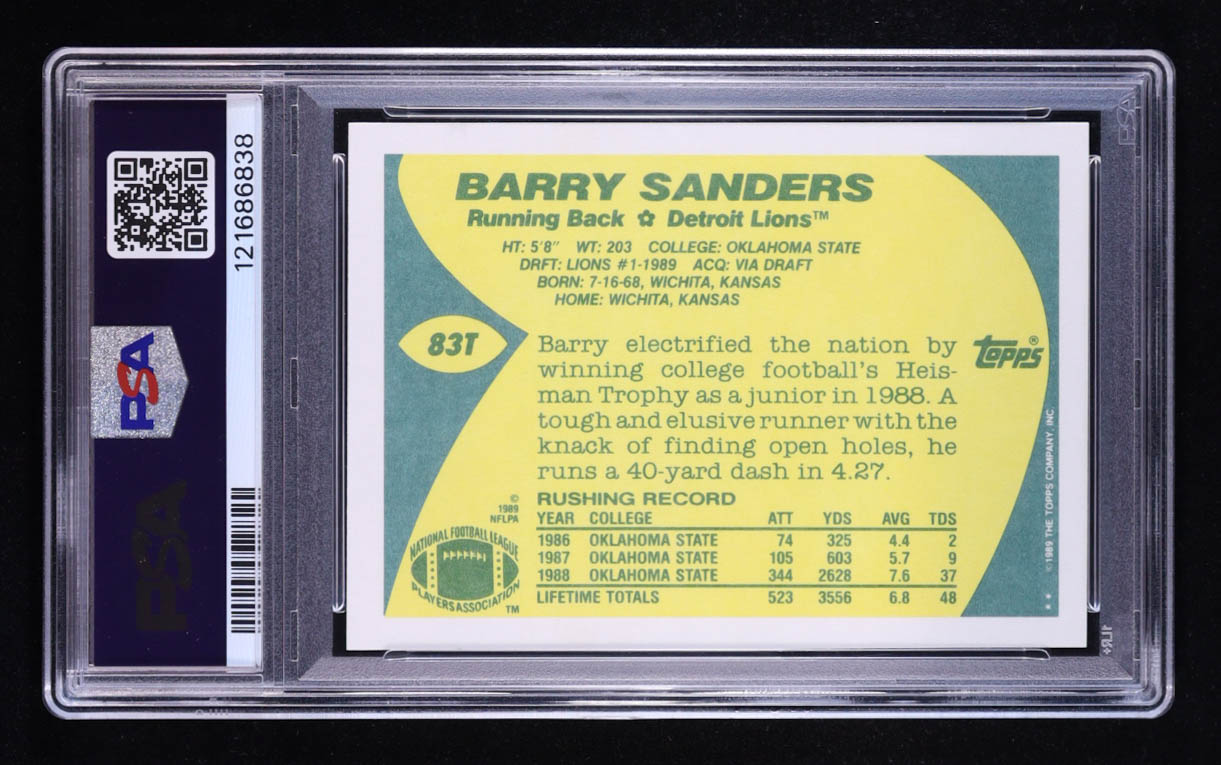 121686838
PSA
PSA
PSA
BARRY SANDERS
Running Back ✿ Detroit Lions™
HT: 5'8" WT: 203 COLLEGE: OKLAHOMA STATE
DRFT: LIONS #1-1989 ACQ: VIA DRAFT
BORN: 7-16-68, WICHITA, KANSAS
HOME: WICHITA, KANSAS
83T
topps®
Barry electrified the nation by
winning college football's Heis-
man Trophy as a junior in 1988. A
tough and elusive runner with the
knack of finding open holes, he
runs a 40-yard dash in 4.27.
RUSHING RECORD
YEAR COLLEGE ATT YDS AVG TDS
1986 OKLAHOMA STATE 74 325 4.4 2
1987 OKLAHOMA STATE 105 603 5.7 9
1988 OKLAHOMA STATE 344 2628 7.6 37
LIFETIME TOTALS 523 3556 6.8 48
©
1989
NFLPA
NATIONAL FOOTBALL LEAGUE
PLAYERS ASSOCIATION
™
©1989 THE TOPPS COMPANY, INC.
**